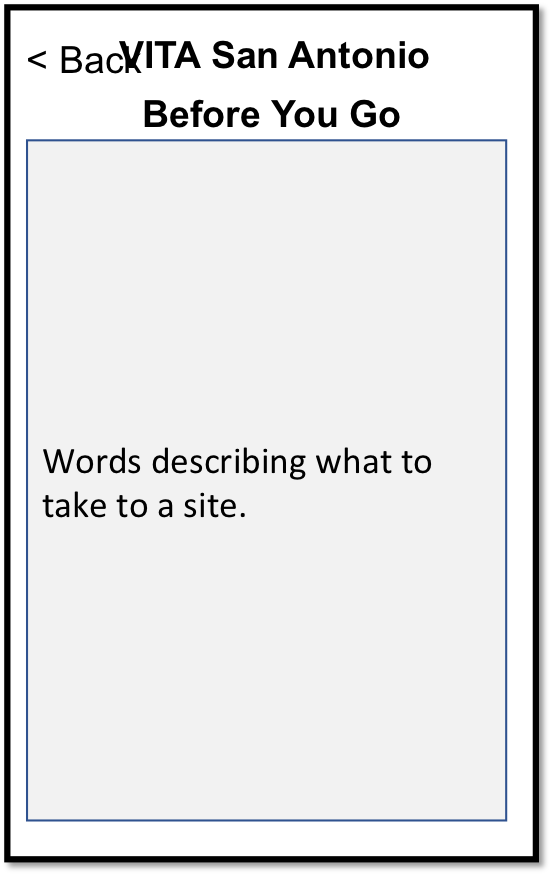 < Back
VITA San Antonio
Before You Go
Words describing what to
take to a site.